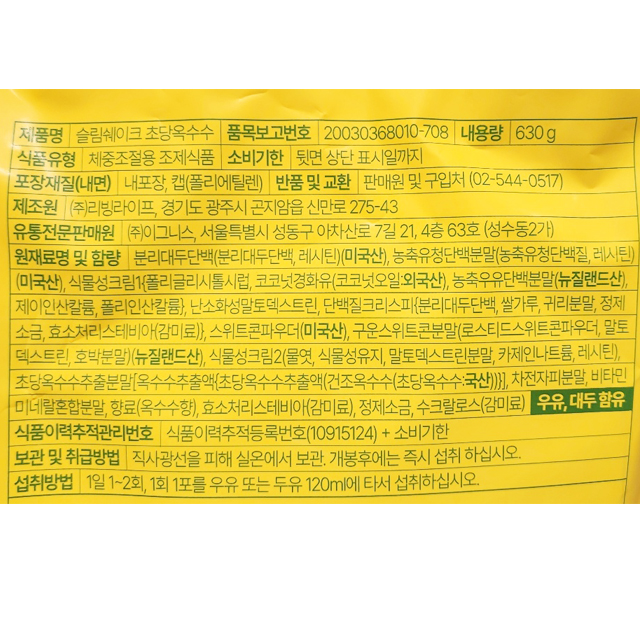 제품명 슬림쉐이크 초당옥수수 품목보고번호 20030368010-708 내용량 630g
식품유형 체중조절용 조제식품 소비기한 뒷면 상단 표시일까지
포장재질(내면) 내포장, 캡(폴리에틸렌) 반품 및 교환 판매원 및 구입처 (02-544-0517)
제조원 ㈜리빙라이프, 경기도 광주시 곤지암읍 신만로 275-43
유통전문판매원 ㈜이그니스, 서울특별시 성동구 아차산로 7길 21, 4층 63호 (성수동2가)
원재료명 및 함량 분리대두단백{분리대두단백, 레시틴}(미국산), 농축유청단백분말{농축유청단백질, 레시틴}
(미국산), 식물성크림1{폴리글리시톨시럽, 코코넛경화유(코코넛오일:외국산), 농축우유단백분말(뉴질랜드산),
제이인산칼륨, 폴리인산칼륨}, 난소화성말토덱스트린, 단백질크리스피{분리대두단백, 쌀가루, 귀리분말, 정제
소금, 효소처리스테비아(감미료)}, 스위트콘파우더(미국산), 구운스위트콘분말(로스티드스위트콘파우더, 말토
덱스트린, 호박분말)(뉴질랜드산), 식물성크림2(물엿, 식물성유지, 말토덱스트린분말, 카제인나트륨, 레시틴),
초당옥수수추출분말[옥수수추출액{초당옥수수추출액(건조옥수수(초당옥수수:국산))}], 차전자피분말, 비타민
미네랄혼합분말, 향료(옥수수향), 효소처리스테비아(감미료), 정제소금, 수크랄로스(감미료) 우유, 대두 함유
식품이력추적관리번호 식품이력추적등록번호(10915124) + 소비기한
보관 및 취급방법 직사광선을 피해 실온에서 보관. 개봉후에는 즉시 섭취 하십시오.
섭취방법 1일 1~2회, 1회 1포를 우유 또는 두유 120ml에 타서 섭취하십시오.